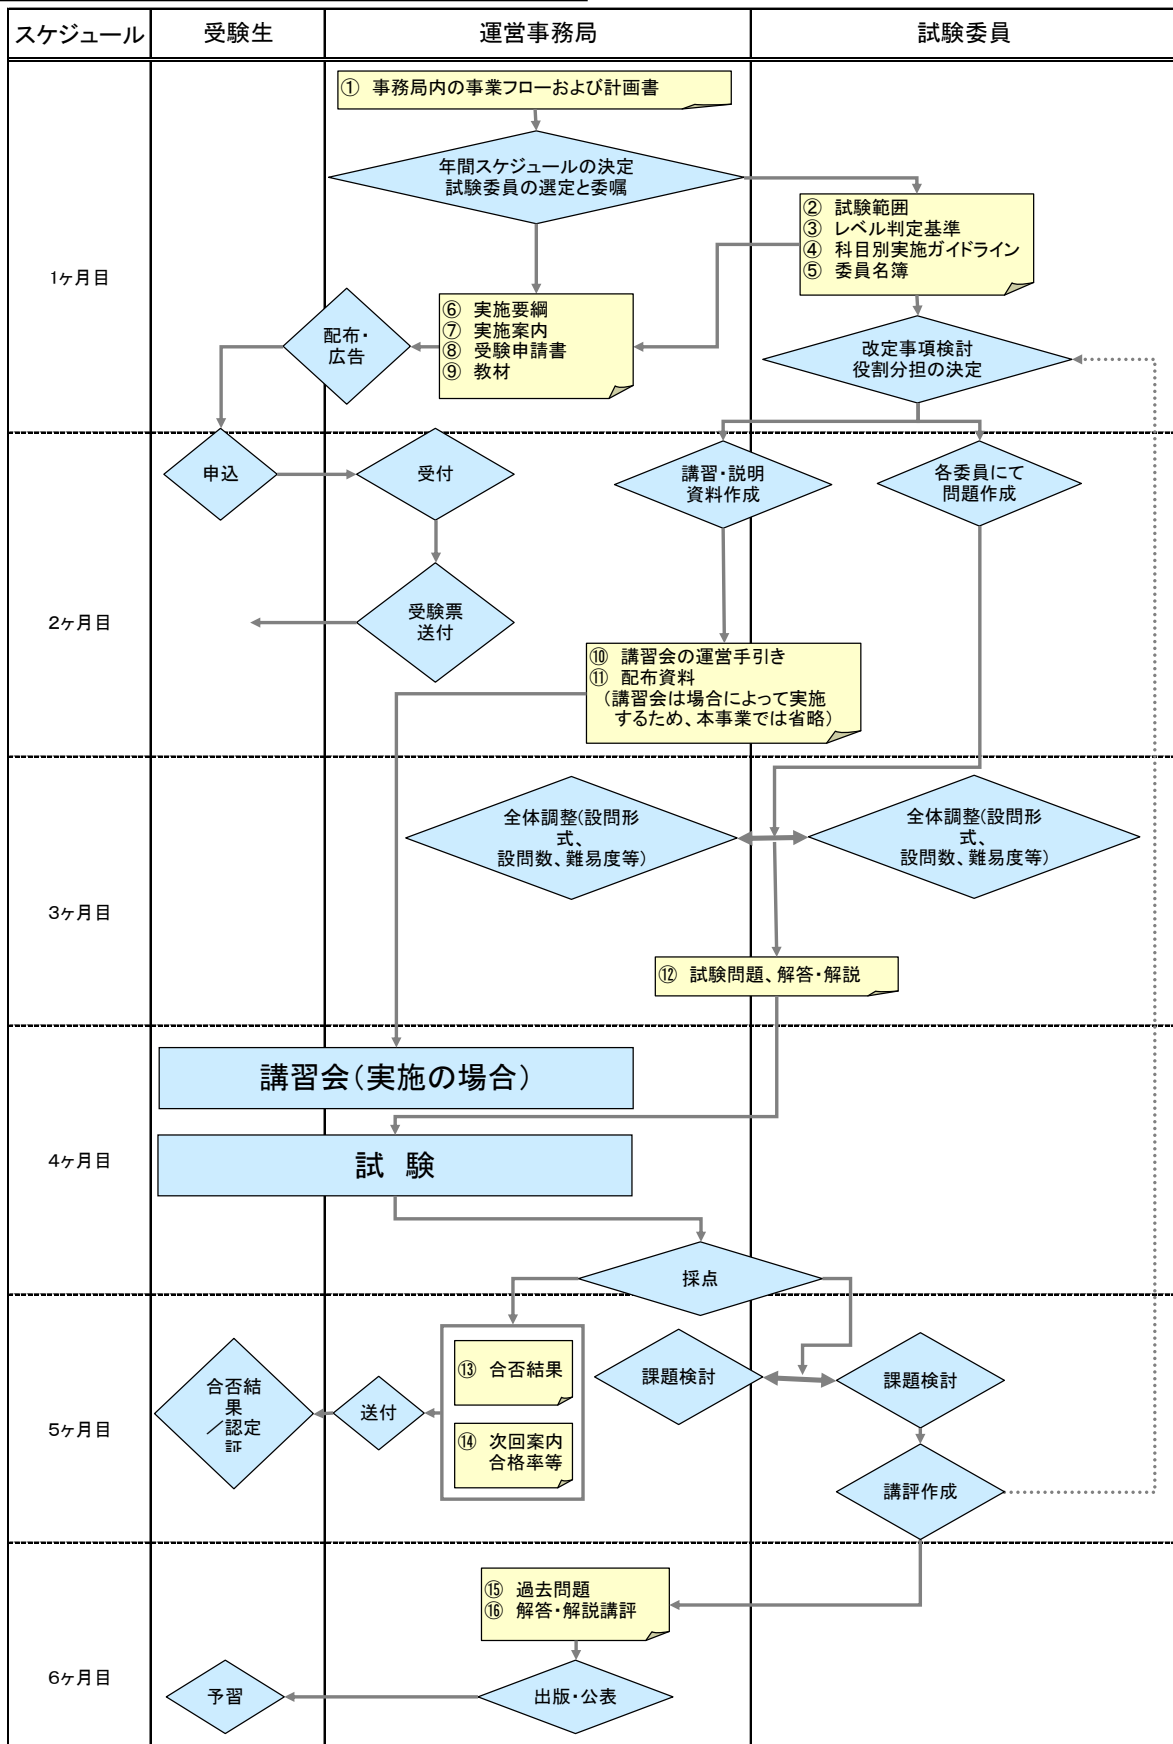 スケジュール
受験生
運営事務局
試験委員
① 事務局内の事業フローおよび計画書
年間スケジュールの決定
試験委員の選定と委嘱
② 試験範囲
③ レベル判定基準
④ 科目別実施ガイドライン
⑤ 委員名簿
1ヶ月目
⑥ 実施要綱
⑦ 実施案内
⑧ 受験申請書
⑨ 教材
配布・
広告
改定事項検討
役割分担の決定
申込
受付
講習・説明
資料作成
各委員にて
問題作成
2ヶ月目
受験票
送付
⑩ 講習会の運営手引き
⑪ 配布資料
(講習会は場合によって実施
するため、本事業では省略)
全体調整(設問形
式、
設問数、難易度等)
全体調整(設問形
式、
設問数、難易度等)
3ヶ月目
⑫ 試験問題、解答・解説
講習会(実施の場合)
4ヶ月目
試 験
採点
⑬ 合否結果
課題検討
課題検討
合否結
果
/認定
証
送付
5ヶ月目
⑭ 次回案内
合格率等
講評作成
⑮ 過去問題
⑯ 解答・解説講評
6ヶ月目
予習
出版・公表